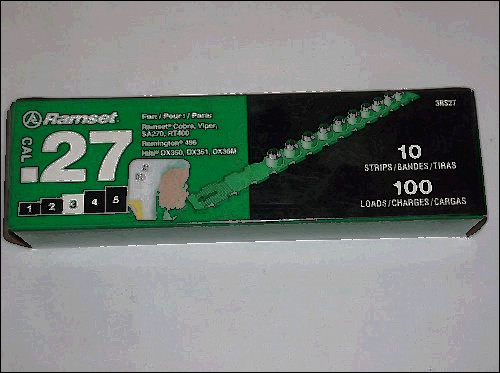 Ramset
CAL
.27
For / Pour / Para
Ramset® Cobra, Viper,
SA270, RT400
Remington® 496
Hilti® DX350, DX351, DX36M
1 2 3 4 5
3RS27
10
STRIPS/BANDES/TIRAS
100
LOADS/CHARGES/CARGAS